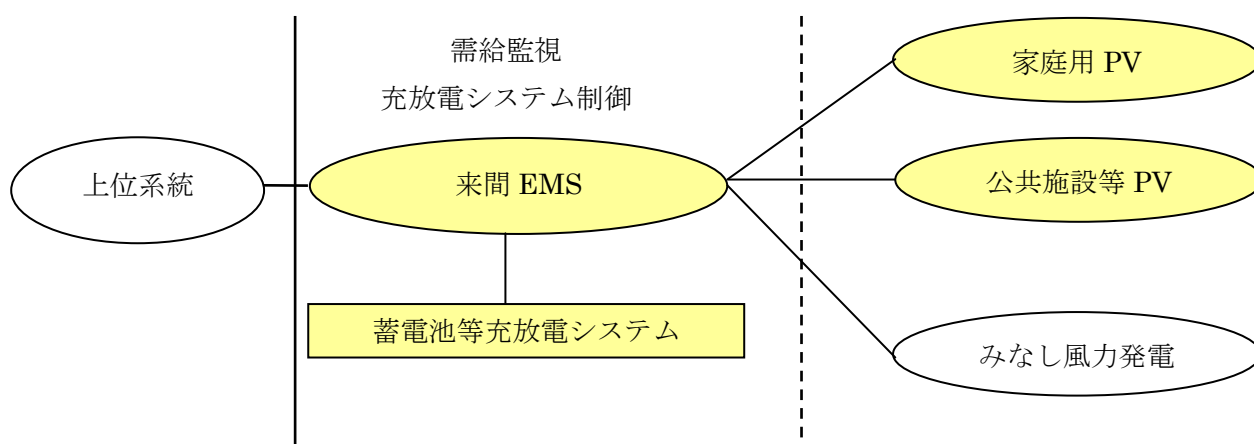 需給監視
充放電システム制御
上位系統
来間 EMS
蓄電池等充放電システム
家庭用 PV
公共施設等 PV
みなし風力発電